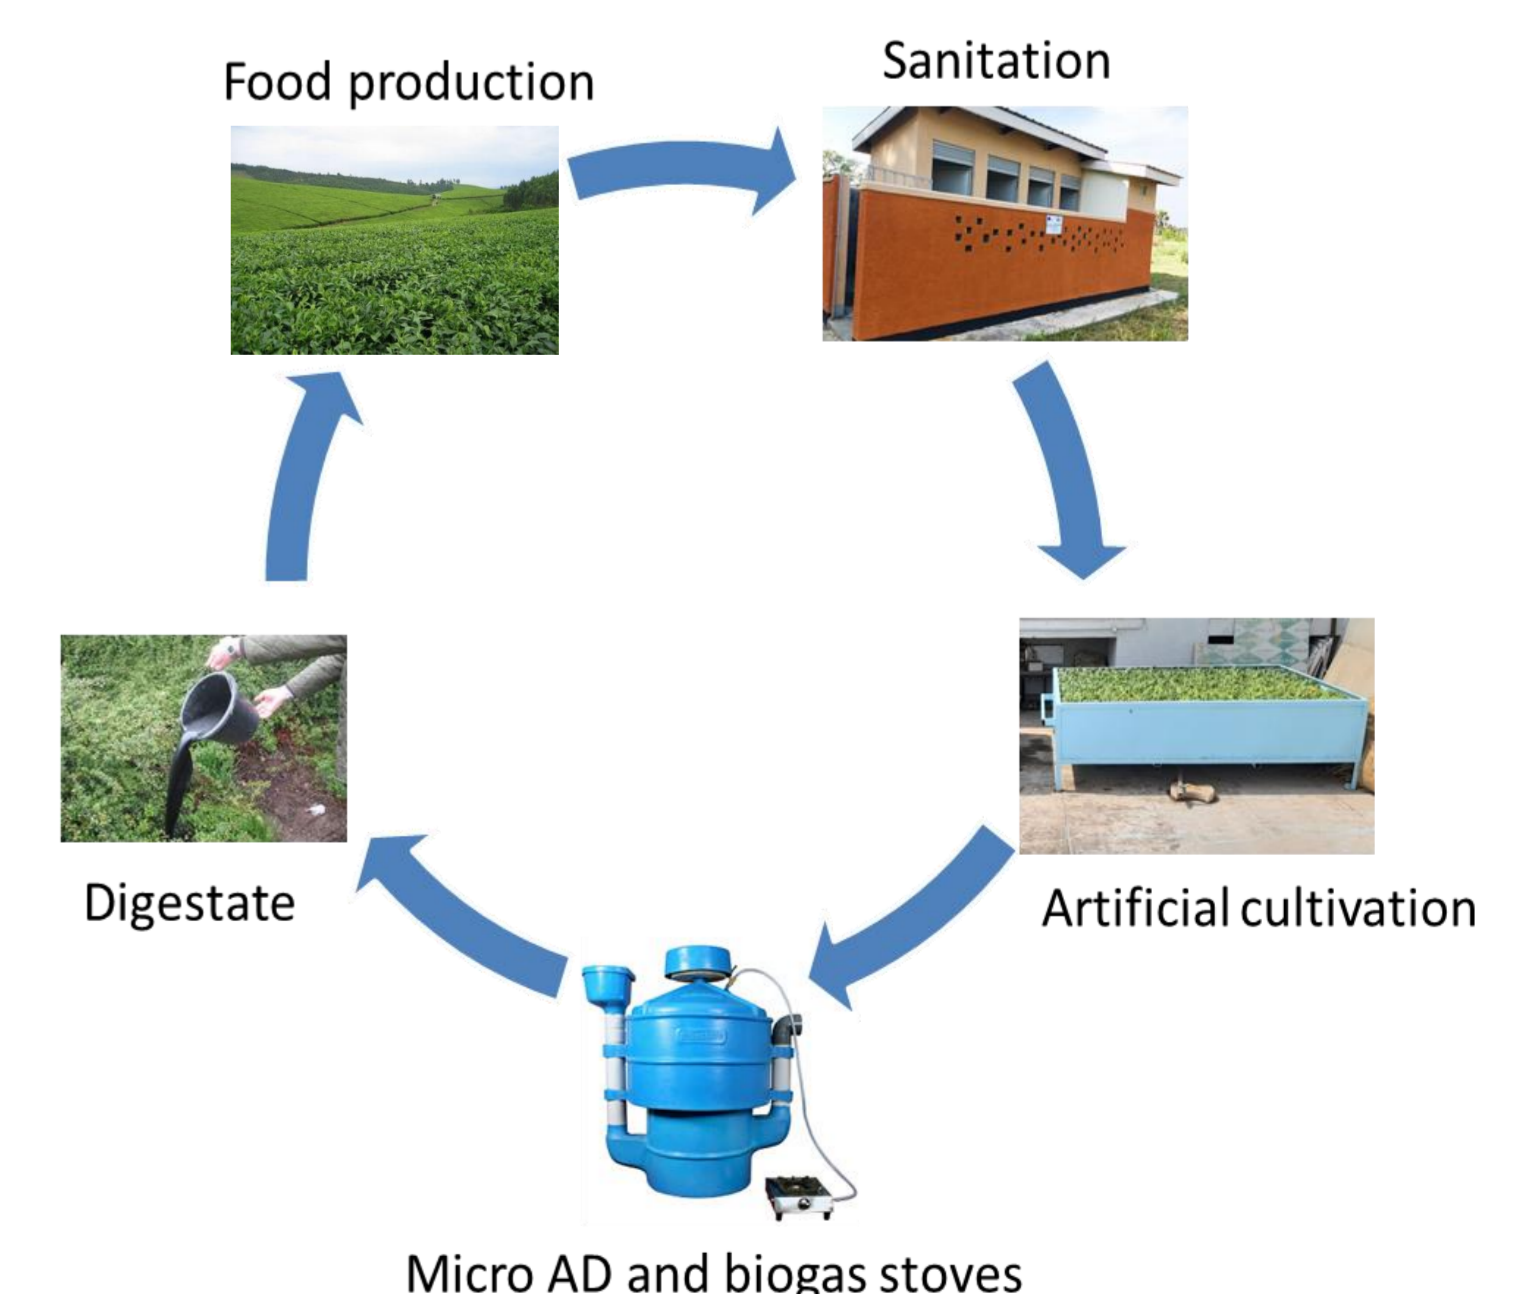 Food production
Sanitation
Digestate
Artificial cultivation
Micro AD and biogas stoves